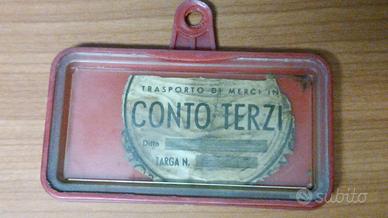 TRASPORTO DI MERCI IN
CONTO TERZI
Ditta
TARGA N.
subito